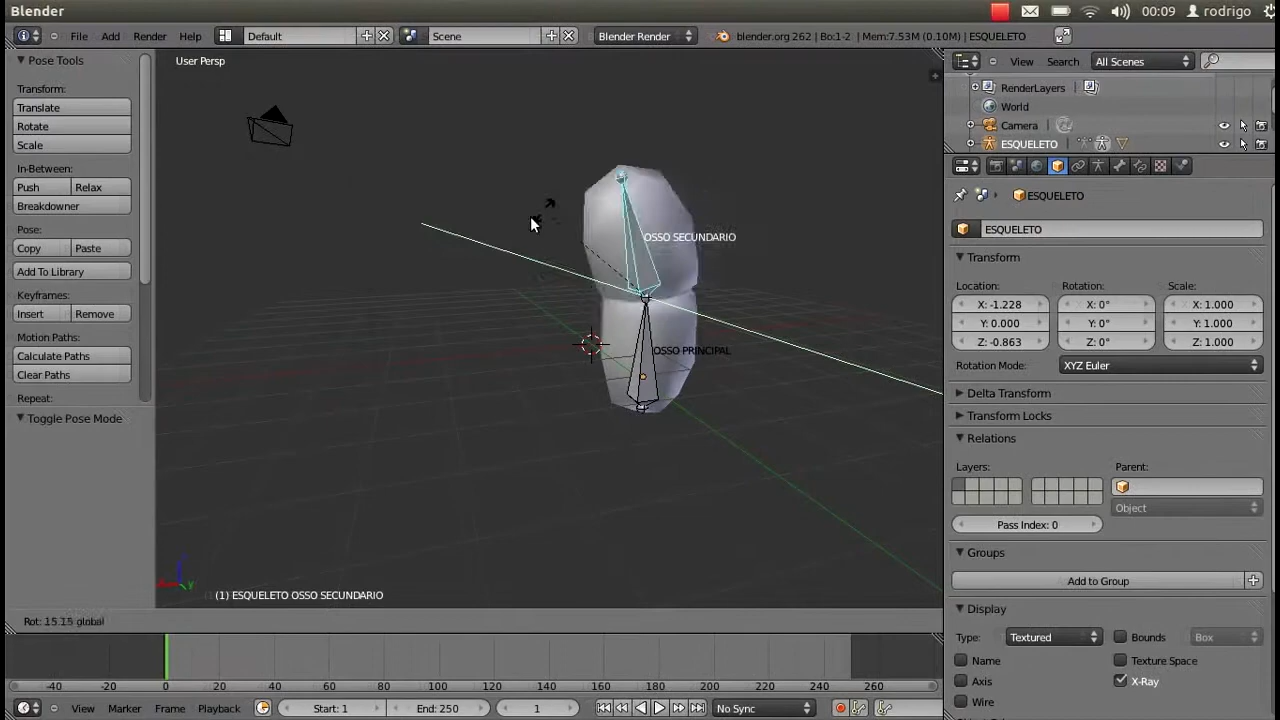 Blender
00:09
rodrigo
File
Add
Render
Help
Default
Scene
Blender Render
blender.org 262 | Bo:1-2 | Mem:7.53M (0.10M) | ESQUELETO
Pose Tools
Transform:
Translate
Rotate
Scale
In-Between:
Push
Relax
Breakdowner
Pose:
Copy
Paste
Add To Library
Keyframes:
Insert
Remove
Motion Paths:
Calculate Paths
Clear Paths
Repeat:
Toggle Pose Mode
User Persp
OSSO SECUNDARIO
OSSO PRINCIPAL
(1) ESQUELETO OSSO SECUNDARIO
Rot: 15.15 global
View
Search
All Scenes
RenderLayers
World
Camera
ESQUELETO
ESQUELETO
ESQUELETO
Transform
Location:
Rotation:
Scale:
X: -1.228
X: 0°
X: 1.000
Y: 0.000
Y: 0°
Y: 1.000
Z: -0.863
Z: 0°
Z: 1.000
Rotation Mode:
XYZ Euler
Delta Transform
Transform Locks
Relations
Layers:
Parent:
Object
Pass Index: 0
Groups
Add to Group
Display
Type:
Textured
Bounds
Box
Name
Texture Space
Axis
X-Ray
Wire
-40 -20 0 20 40 60 80 100 120 140 160 180 200 220 240 260
View
Marker
Frame
Playback
Start: 1
End: 250
1
No Sync